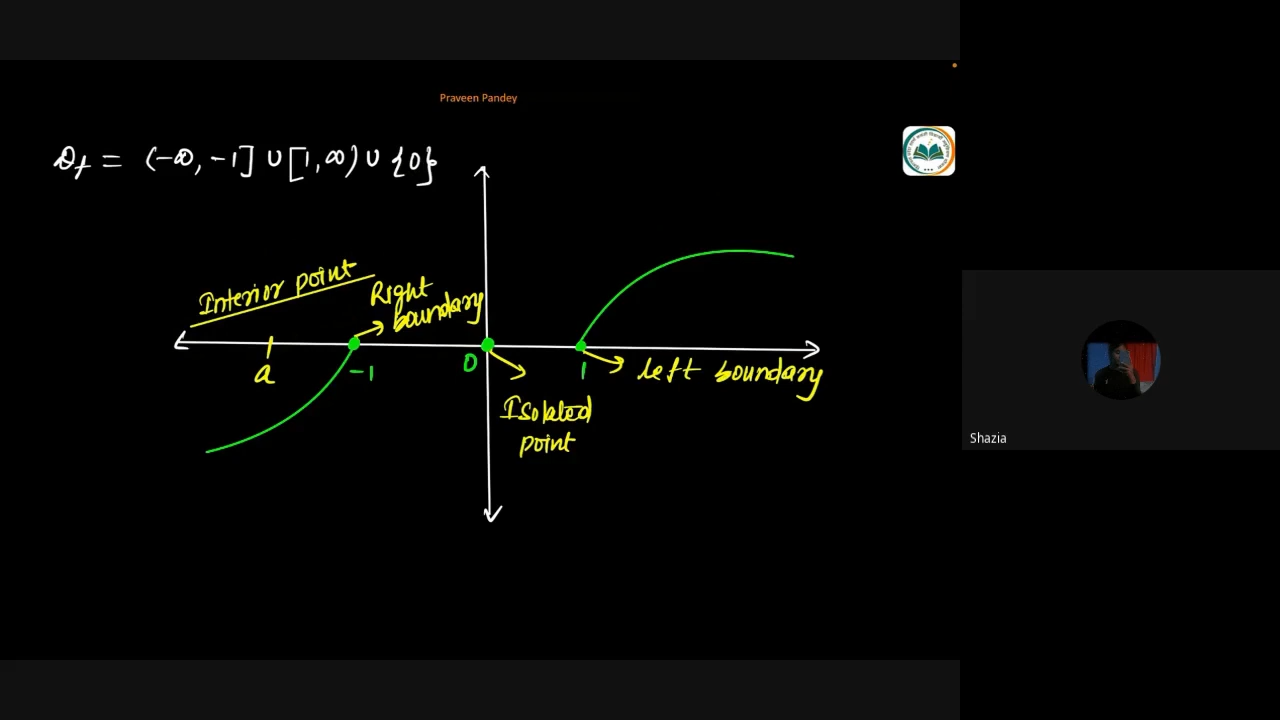 Praveen Pandey
Df = (-∞, -1] ∪ [1, ∞) ∪ {0}
Interior point
Right
boundary
a
-1
0
1
left boundary
Isolated
point
Shazia